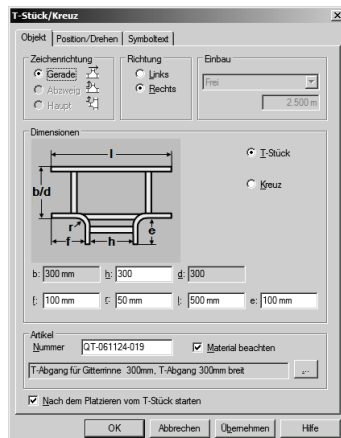 T-Stück/Kreuz
Objekt Position/Drehen Symboltext
Zeichenrichtung Richtung Einbau
Gerade Links Frei
Abzweig Rechts 2.500 m
Haupt
Dimensionen
l
b/d
r
e
f h
T-Stück
Kreuz
b: 300 mm h: 300 d: 300
f: 100 mm r: 50 mm l: 500 mm e: 100 mm
Artikel
Nummer QT-061124-019 Material beachten
T-Abgang für Gitterrinne 300mm, T-Abgang 300mm breit ...
Nach dem Platzieren vom T-Stück starten
OK Abbrechen Übernehmen Hilfe